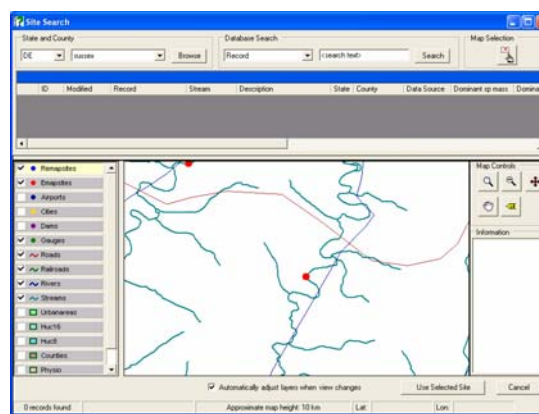 Site Search
State and County
Database Search
Map Selection
DE
sussex
Browse
Record
<search text>
Search
ID Modified Record Stream Description State County Data Source Dominant sp mass Domina
Remapsites
Emapsites
Airports
Cities
Dams
Gauges
Roads
Railroads
Rivers
Streams
Urbanareas
Huc16
Huc8
Counties
Physio
Map Controls
Information
Automatically adjust layers when view changes
Use Selected Site
Cancel
0 records found
Approximate map height: 10 km
Lat:
Lon: